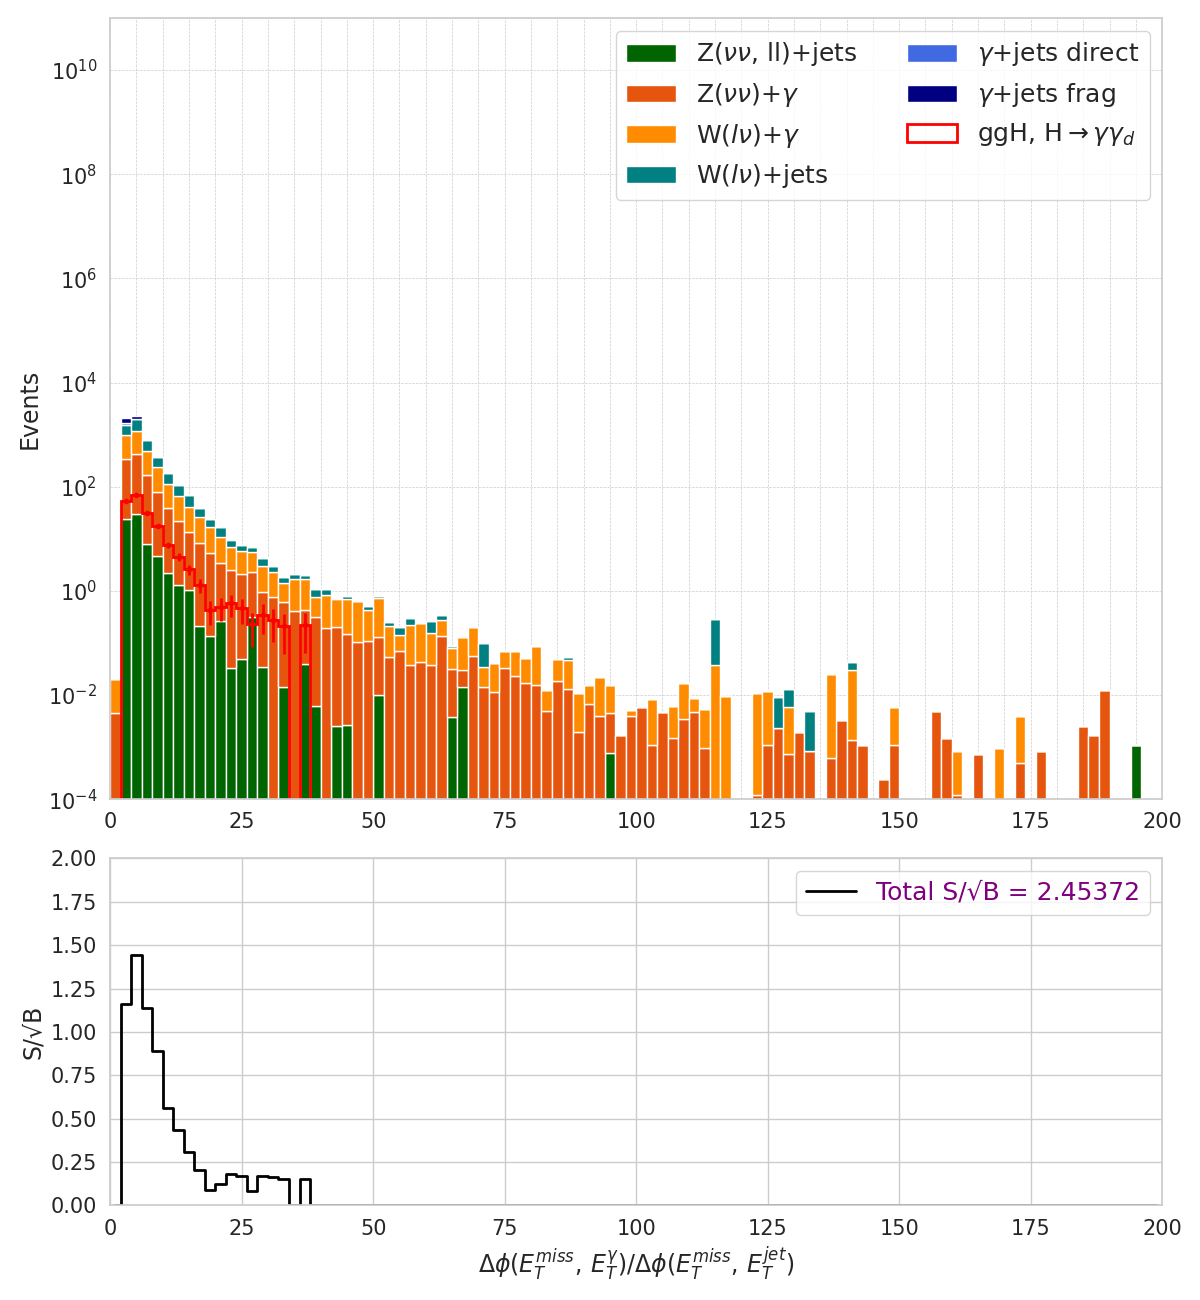 Z(νν, ll)+jets
Z(νν)+γ
W(lν)+γ
W(lν)+jets
γ+jets direct
γ+jets frag
ggH, H→γγ_d
Events
10^10
10^8
10^6
10^4
10^2
10^0
10^−2
10^−4
0 25 50 75 100 125 150 175 200
Total S/√B = 2.45372
S/√B
2.00
1.75
1.50
1.25
1.00
0.75
0.50
0.25
0.00
0 25 50 75 100 125 150 175 200
Δϕ(E_T^miss, E_T^γ)/Δϕ(E_T^miss, E_T^jet)